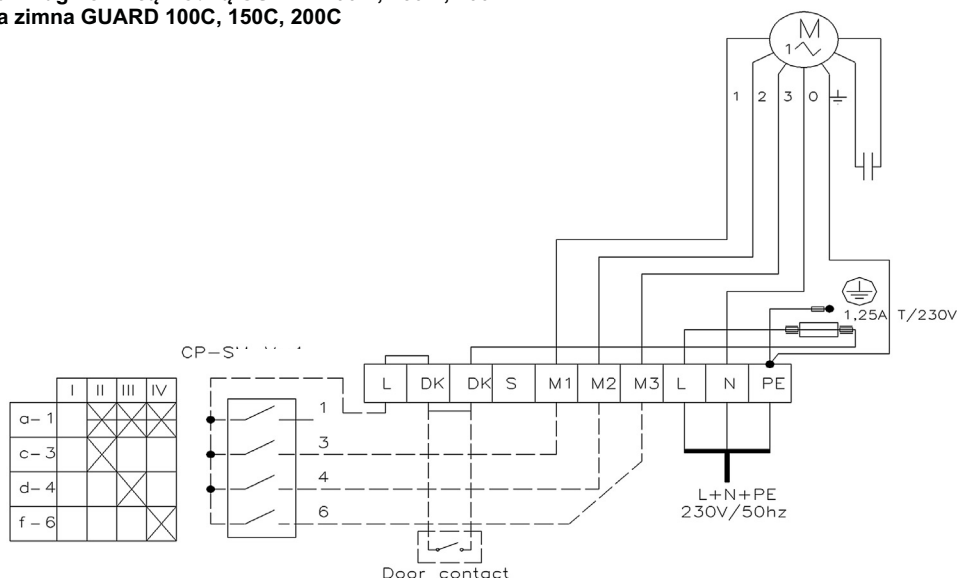 a zimna GUARD 100C, 150C, 200C
M
1
1 2 3 0
1,25A T/230V
L DK DK S M1 M2 M3 L N PE
I II III IV
a-1
c-3
d-4
f-6
1
3
4
6
L+N+PE
230V/50hz
Door contact